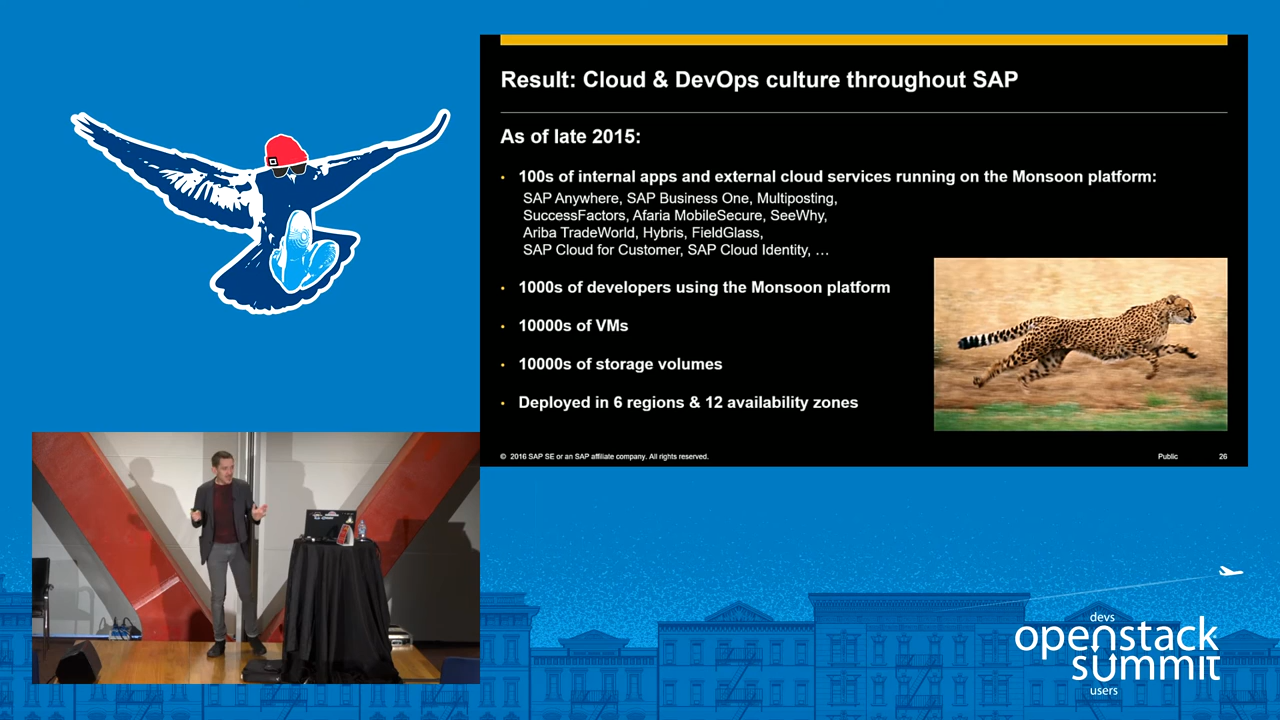 Result: Cloud & DevOps culture throughout SAP
As of late 2015:
• 100s of internal apps and external cloud services running on the Monsoon platform:
SAP Anywhere, SAP Business One, Multiposting,
SuccessFactors, Afaria MobileSecure, SeeWhy,
Ariba TradeWorld, Hybris, FieldGlass,
SAP Cloud for Customer, SAP Cloud Identity, …
• 1000s of developers using the Monsoon platform
• 10000s of VMs
• 10000s of storage volumes
• Deployed in 6 regions & 12 availability zones
© 2016 SAP SE or an SAP affiliate company. All rights reserved.
Public
26
devs
openstack
summit
users